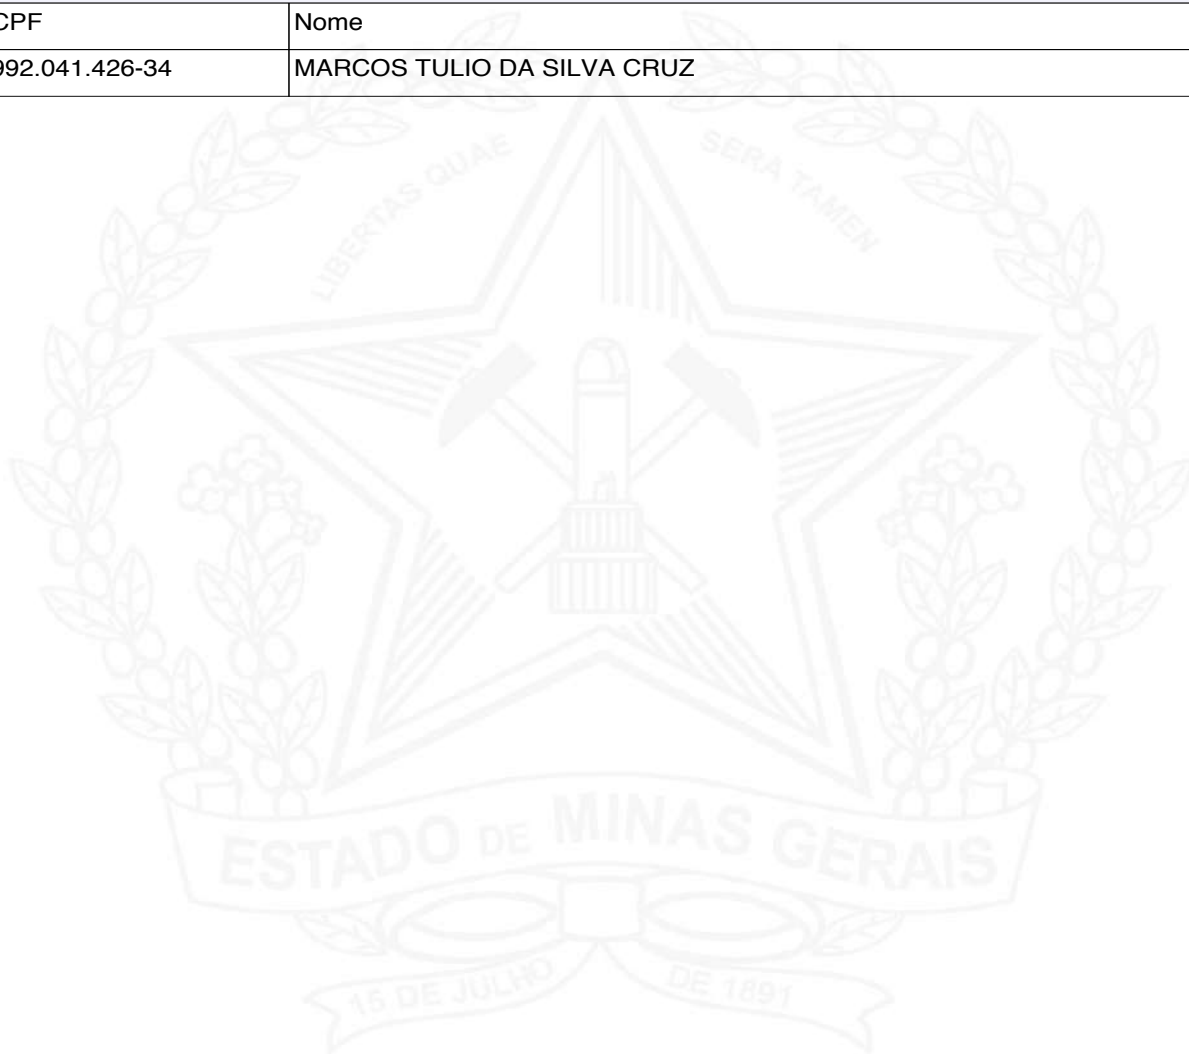 CPF Nome
992.041.426-34 MARCOS TULIO DA SILVA CRUZ
LIBERTAS QUAE SERA TAMEN
ESTADO DE MINAS GERAIS
15 DE JULHO DE 1891